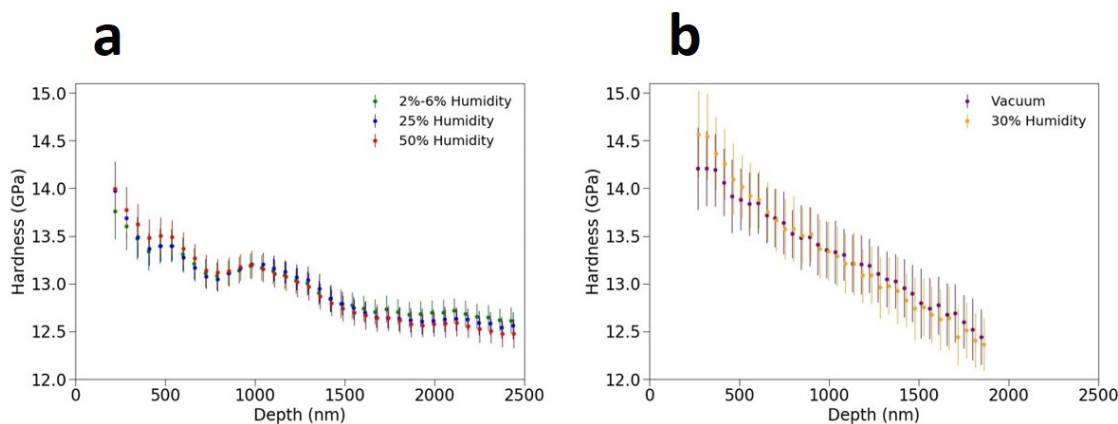 a
15.0
14.5
14.0
13.5
13.0
12.5
12.0
Hardness (GPa)
0
500
1000
1500
2000
2500
Depth (nm)
2%-6% Humidity
25% Humidity
50% Humidity
b
15.0
14.5
14.0
13.5
13.0
12.5
12.0
Hardness (GPa)
0
500
1000
1500
2000
2500
Depth (nm)
Vacuum
30% Humidity